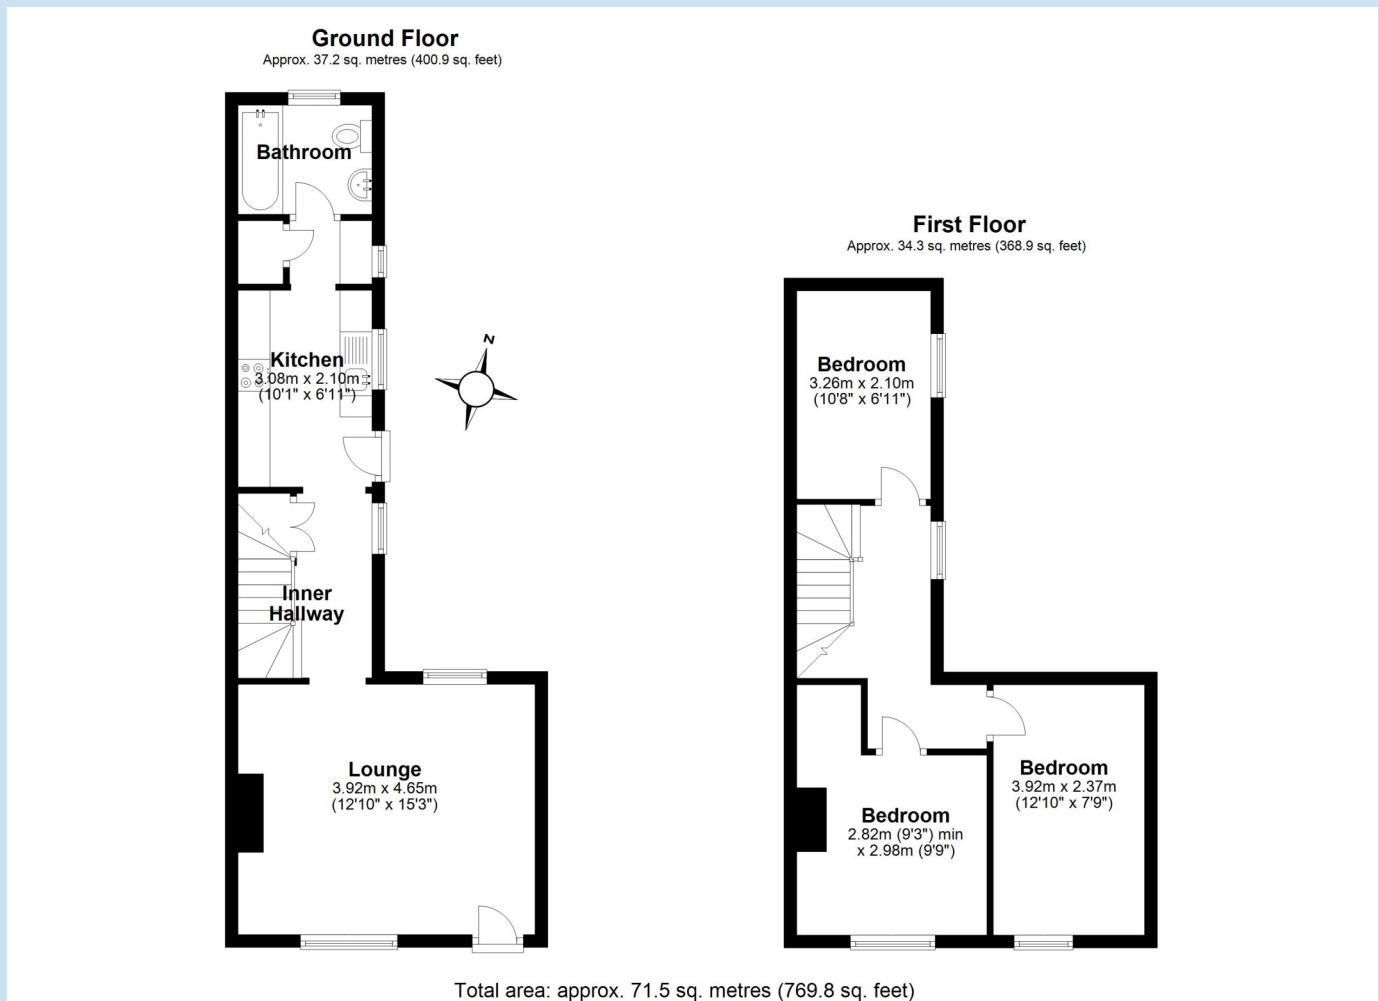 Ground Floor
Approx. 37.2 sq. metres (400.9 sq. feet)
Bathroom
Kitchen
3.08m x 2.10m
(10'1" x 6'11")
N
Inner
Hallway
Lounge
3.92m x 4.65m
(12'10" x 15'3")
First Floor
Approx. 34.3 sq. metres (368.9 sq. feet)
Bedroom
3.26m x 2.10m
(10'8" x 6'11")
Bedroom
3.92m x 2.37m
(12'10" x 7'9")
Bedroom
2.82m (9'3") min
x 2.98m (9'9")
Total area: approx. 71.5 sq. metres (769.8 sq. feet)